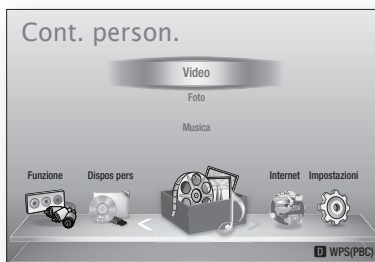 Cont. person.
Video
Foto
Musica
Funzione Dispos pers Internet Impostazioni
D WPS(PBC)